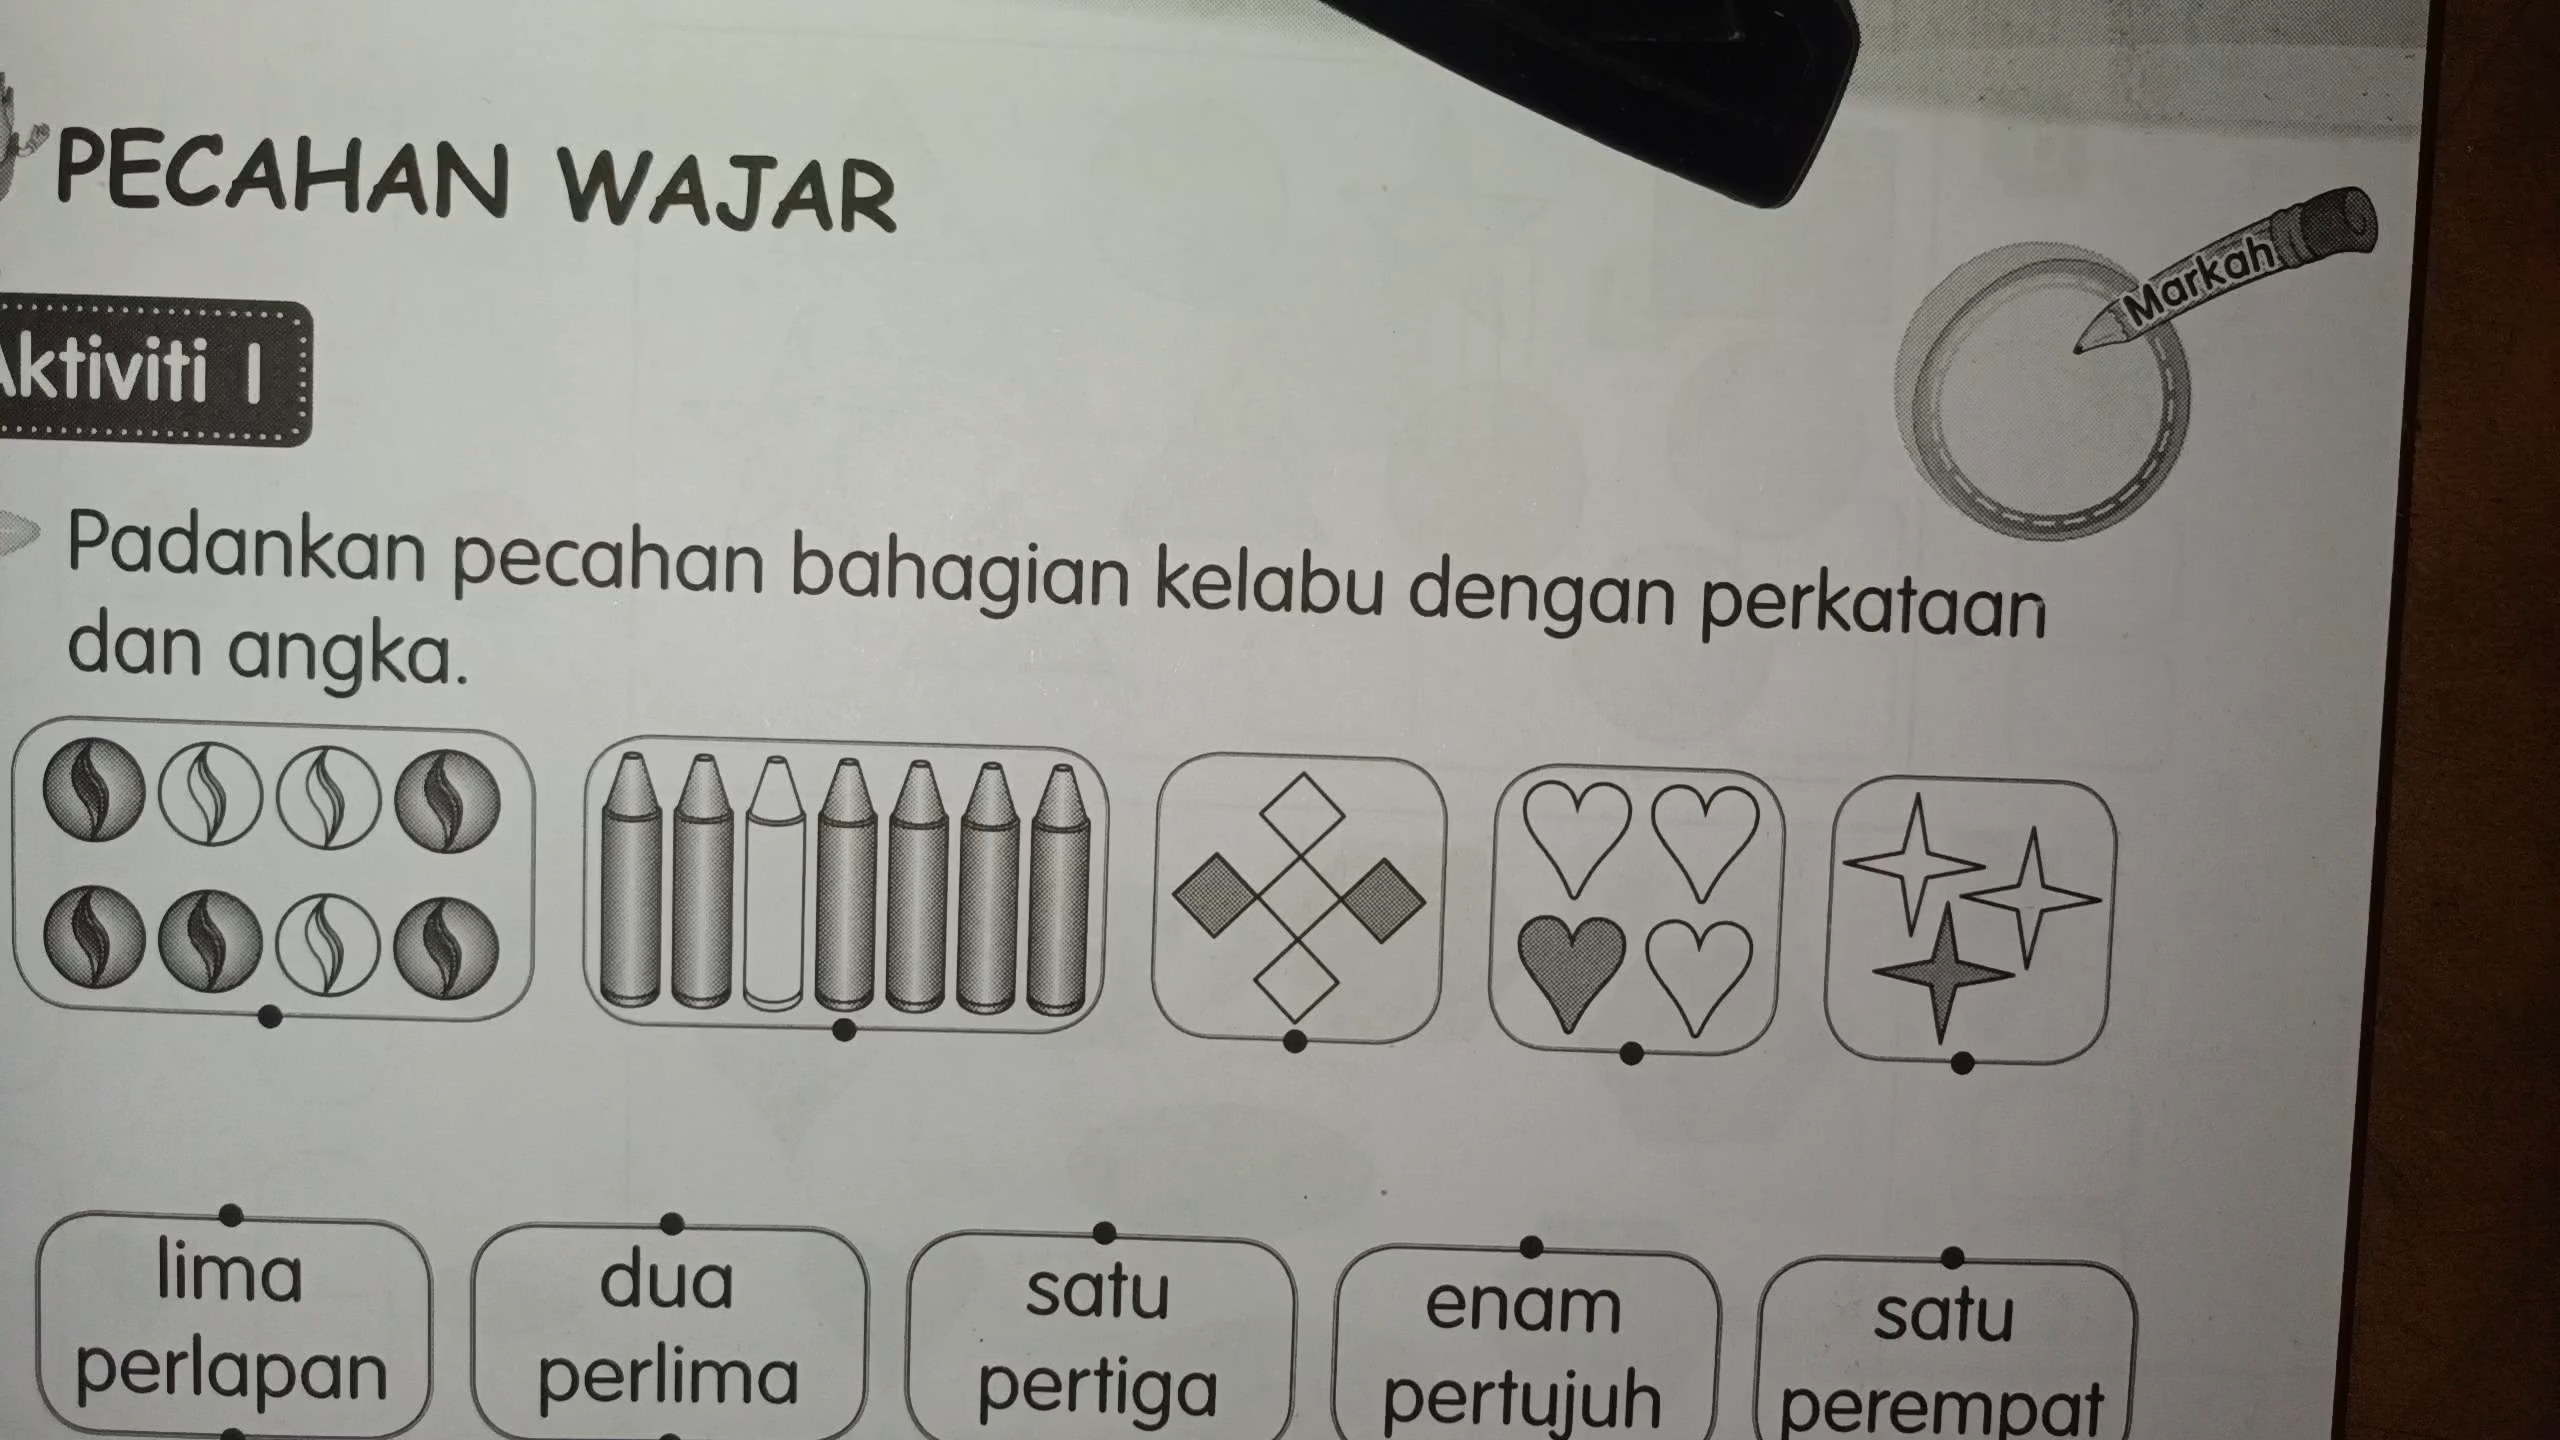 PECAHAN WAJAR
Markah
Aktiviti 1
Padankan pecahan bahagian kelabu dengan perkataan
dan angka.
lima
perlapan
dua
perlima
satu
pertiga
enam
pertujuh
satu
perempat